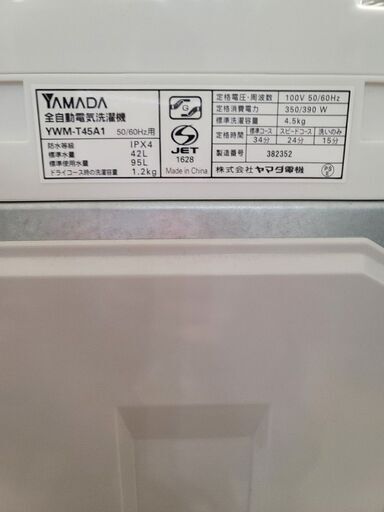 YAMADA
全自動電気洗濯機
YWM-T45A1 50/60Hz用
防水等級 IPX4
標準水量 42L
標準使用水量 95L
ドライコース時の洗濯容量 1.2kg
G
S
JET
1628
Made in China
定格電圧・周波数 100V 50/60Hz
定格消費電力 350/390 W
標準洗濯容量 4.5kg
定格時間 標準コース スピードコース 洗いのみ
34分 24分 15分
製造番号 382352
株式会社ヤマダ電機
PS
E